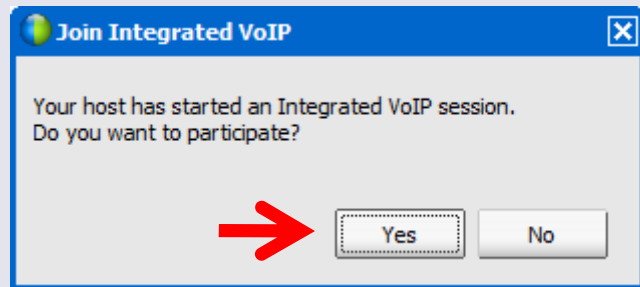 Join Integrated VoIP
Your host has started an Integrated VoIP session.
Do you want to participate?
Yes
No